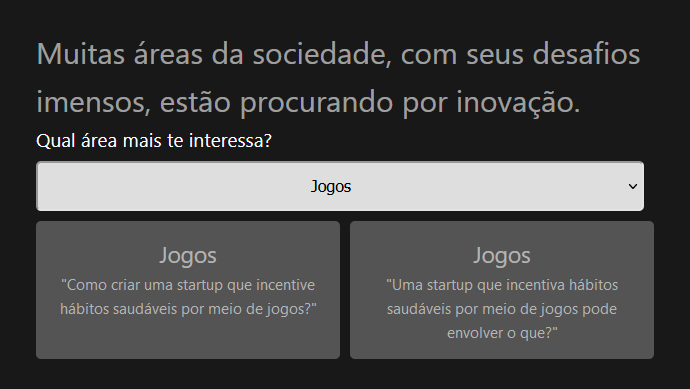 Muitas áreas da sociedade, com seus desafios
imensos, estão procurando por inovação.
Qual área mais te interessa?
Jogos
Jogos
"Como criar uma startup que incentive
hábitos saudáveis por meio de jogos?"
Jogos
"Uma startup que incentiva hábitos
saudáveis por meio de jogos pode
envolver o que?"